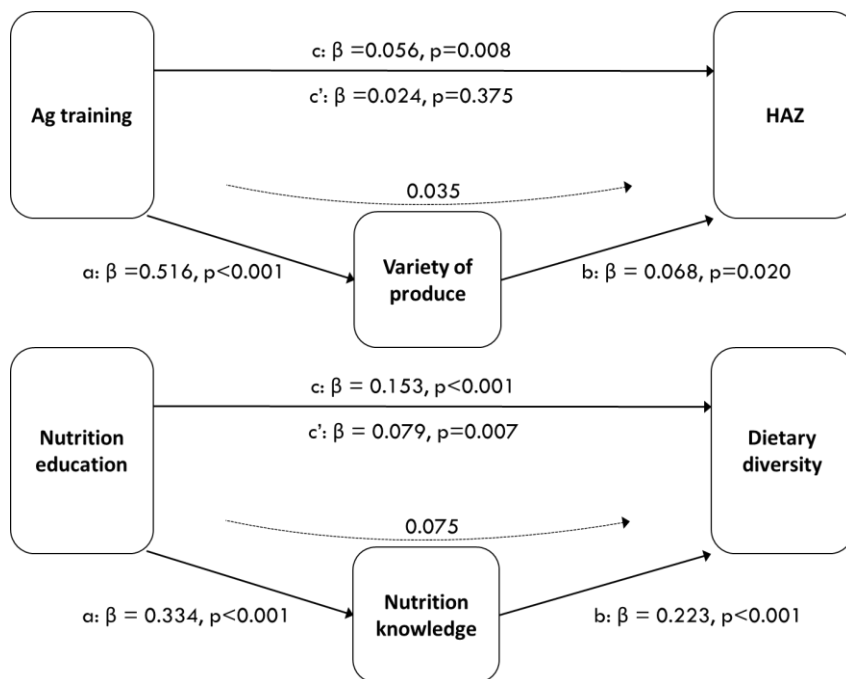 c: β =0.056, p=0.008
Ag training
HAZ
c’: β =0.024, p=0.375
0.035
a: β =0.516, p<0.001
Variety of
produce
b: β = 0.068, p=0.020
c: β = 0.153, p<0.001
Nutrition
education
Dietary
diversity
c’: β = 0.079, p=0.007
0.075
a: β = 0.334, p<0.001
Nutrition
knowledge
b: β = 0.223, p<0.001